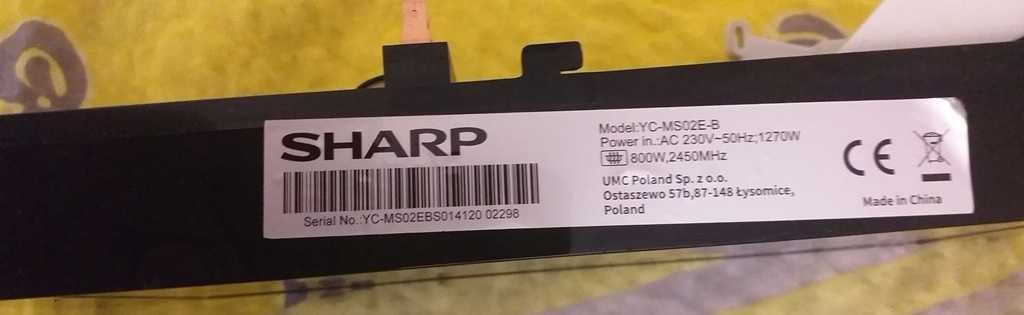 SHARP
Serial No.:YC-MS02EBS014120 02298
Model:YC-MS02E-B
Power in.:AC 230V~50Hz;1270W
800W,2450MHz
UMC Poland Sp. z o.o.
Ostaszewo 57b,87-148 Łysomice,
Poland
CE
Made in China